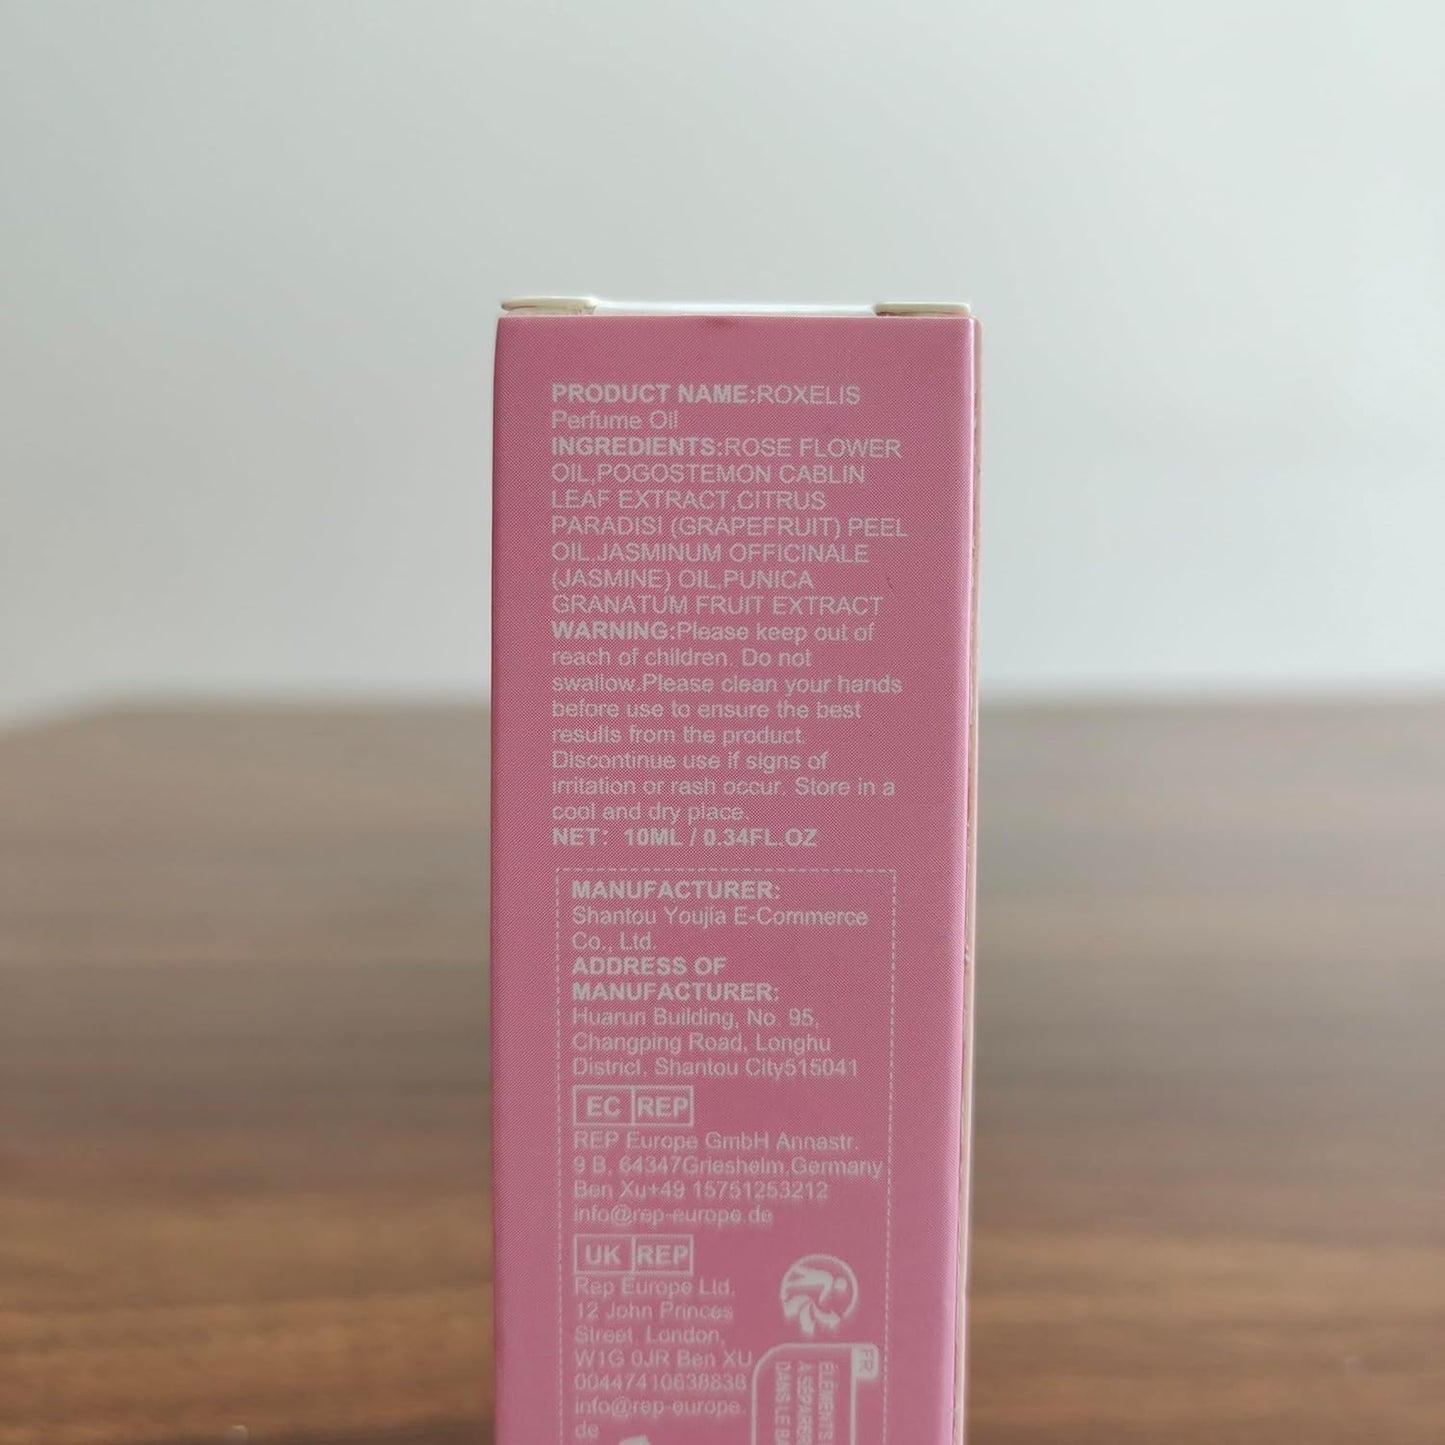 PRODUCT NAME:ROXELIS
Perfume Oil
INGREDIENTS:ROSE FLOWER
OIL,POGOSTEMON CABLIN
LEAF EXTRACT,CITRUS
PARADISI (GRAPEFRUIT) PEEL
OIL,JASMINUM OFFICINALE
(JASMINE) OIL,PUNICA
GRANATUM FRUIT EXTRACT
WARNING:Please keep out of
reach of children. Do not
swallow.Please clean your hands
before use to ensure the best
results from the product.
Discontinue use if signs of
irritation or rash occur. Store in a
cool and dry place.
NET: 10ML / 0.34FL.OZ
MANUFACTURER:
Shantou Youjia E-Commerce
Co., Ltd.
ADDRESS OF
MANUFACTURER:
Huarun Building, No. 95,
Changping Road, Longhu
District, Shantou City515041
EC REP
REP Europe GmbH Annastr.
9 B, 64347Griesheim,Germany
Ben Xu+49 15751253212
info@rep-europe.de
UK REP
Rep Europe Ltd.
12 John Princes
Street, London,
W1G 0JR Ben XU
00447410638838
info@rep-europe.
de
FR
ÉLÉMENTS
À SÉPARER
DANS LE BA